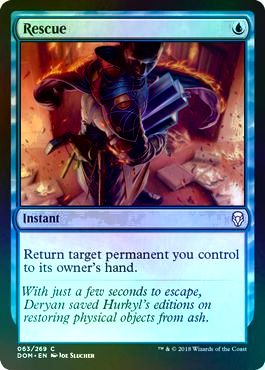 Rescue
Instant
Return target permanent you control
to its owner's hand.
With just a few seconds to escape,
Deryan saved Hurkyl's editions on
restoring physical objects from ash.
063/269 C
DOM • EN Joe Slucher
™ & © 2018 Wizards of the Coast